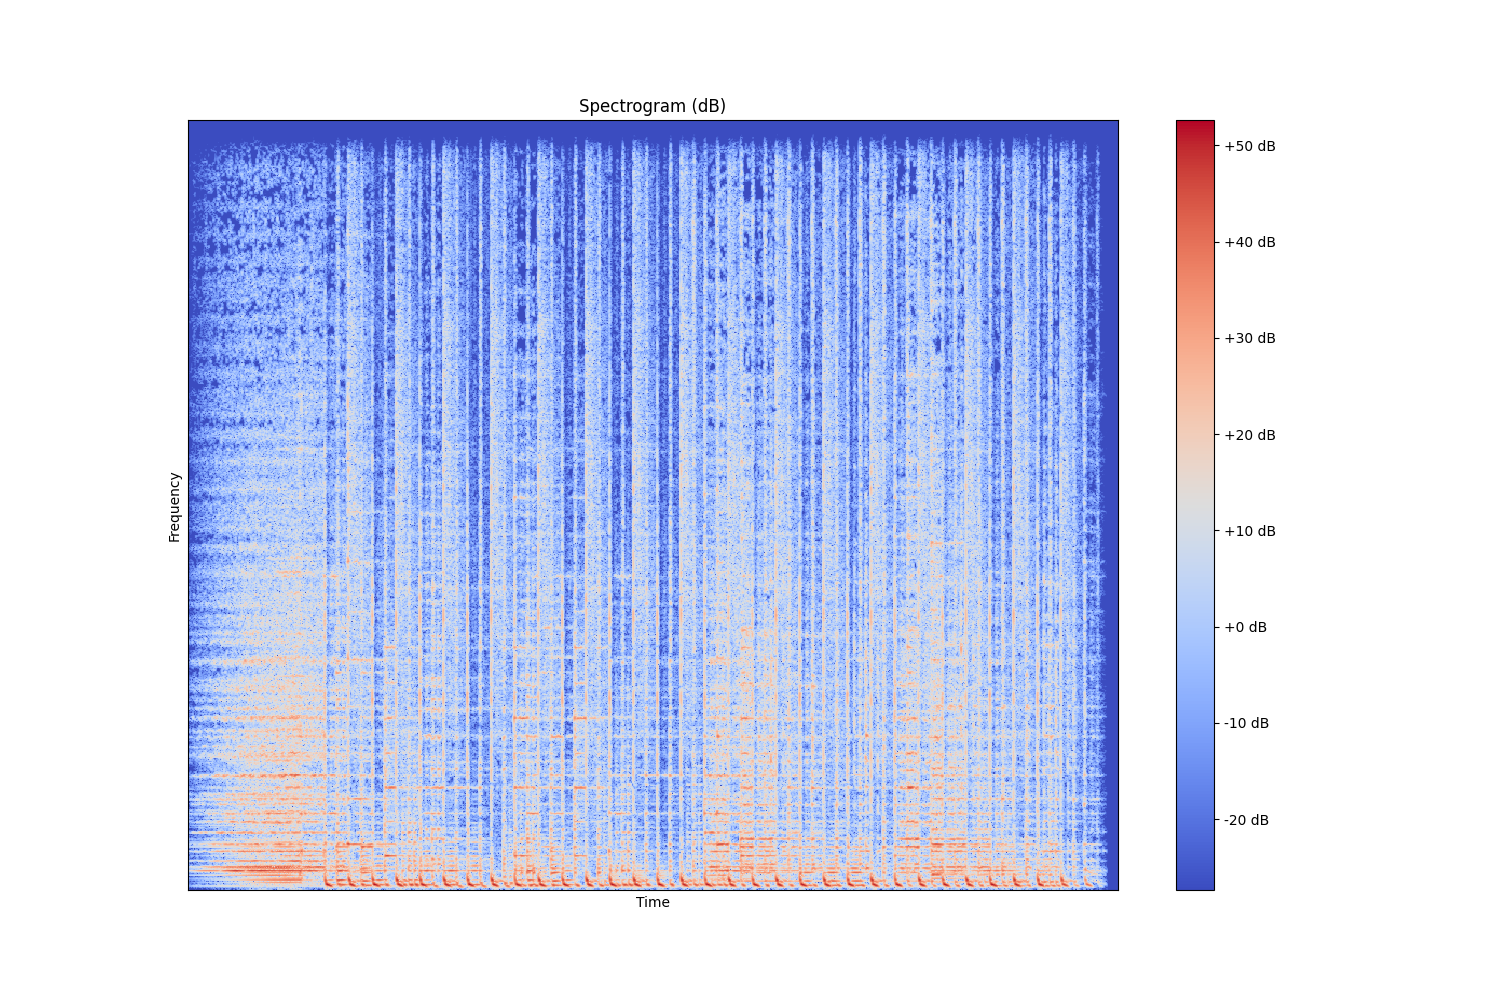 Spectrogram (dB)
Frequency
Time
+50 dB
+40 dB
+30 dB
+20 dB
+10 dB
+0 dB
-10 dB
-20 dB